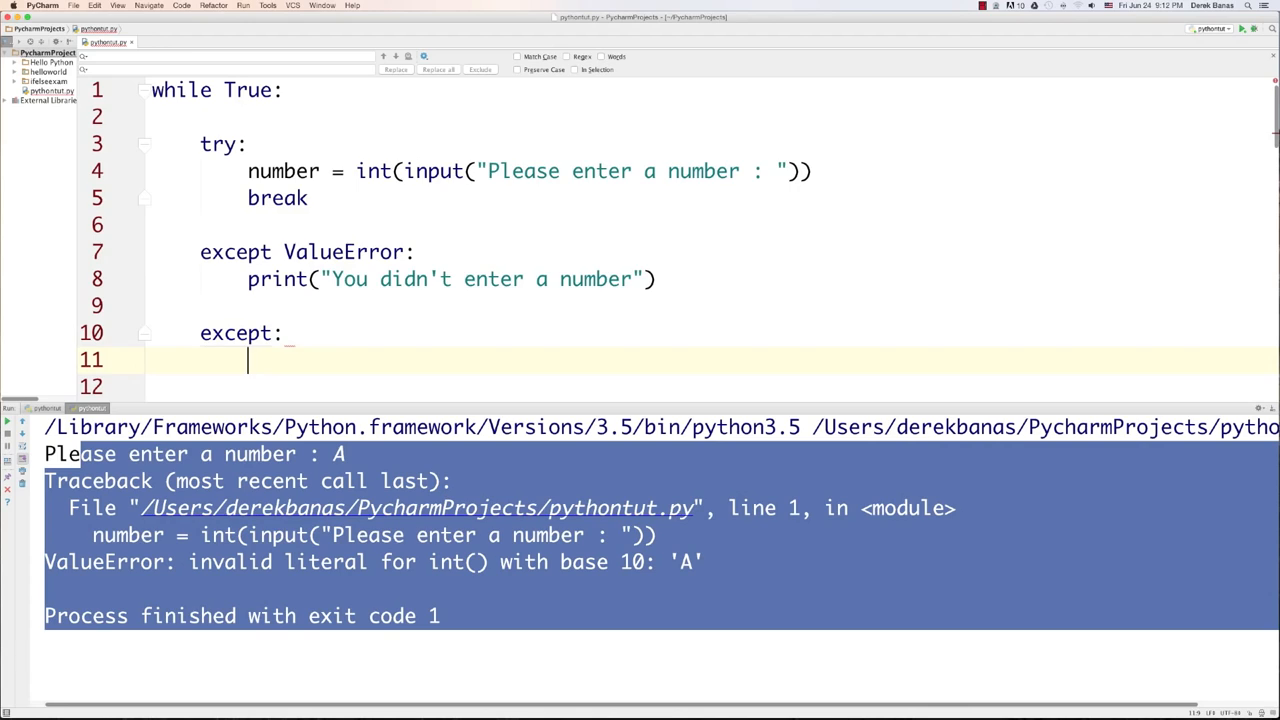 PyCharm File Edit View Navigate Code Refactor Run Tools VCS Window Help
Fri Jun 24 9:12 PM Derek Banas
pythontut.py - PycharmProjects - [~/PycharmProjects]
PycharmProjects pythontut.py
pythontut
pythontut.py
PycharmProject
Hello Python
helloworld
ifelseexam
pythontut.py
External Librarie
Match Case Regex Words
Replace Replace all Exclude Preserve Case In Selection
1 while True:
2
3 try:
4 number = int(input("Please enter a number : "))
5 break
6
7 except ValueError:
8 print("You didn't enter a number")
9
10 except:
11
12
Run: pythontut pythontut
/Library/Frameworks/Python.framework/Versions/3.5/bin/python3.5 /Users/derekbanas/PycharmProjects/pytho
Please enter a number : A
Traceback (most recent call last):
File "/Users/derekbanas/PycharmProjects/pythontut.py", line 1, in <module>
number = int(input("Please enter a number : "))
ValueError: invalid literal for int() with base 10: 'A'
Process finished with exit code 1
11:9 LF UTF-8